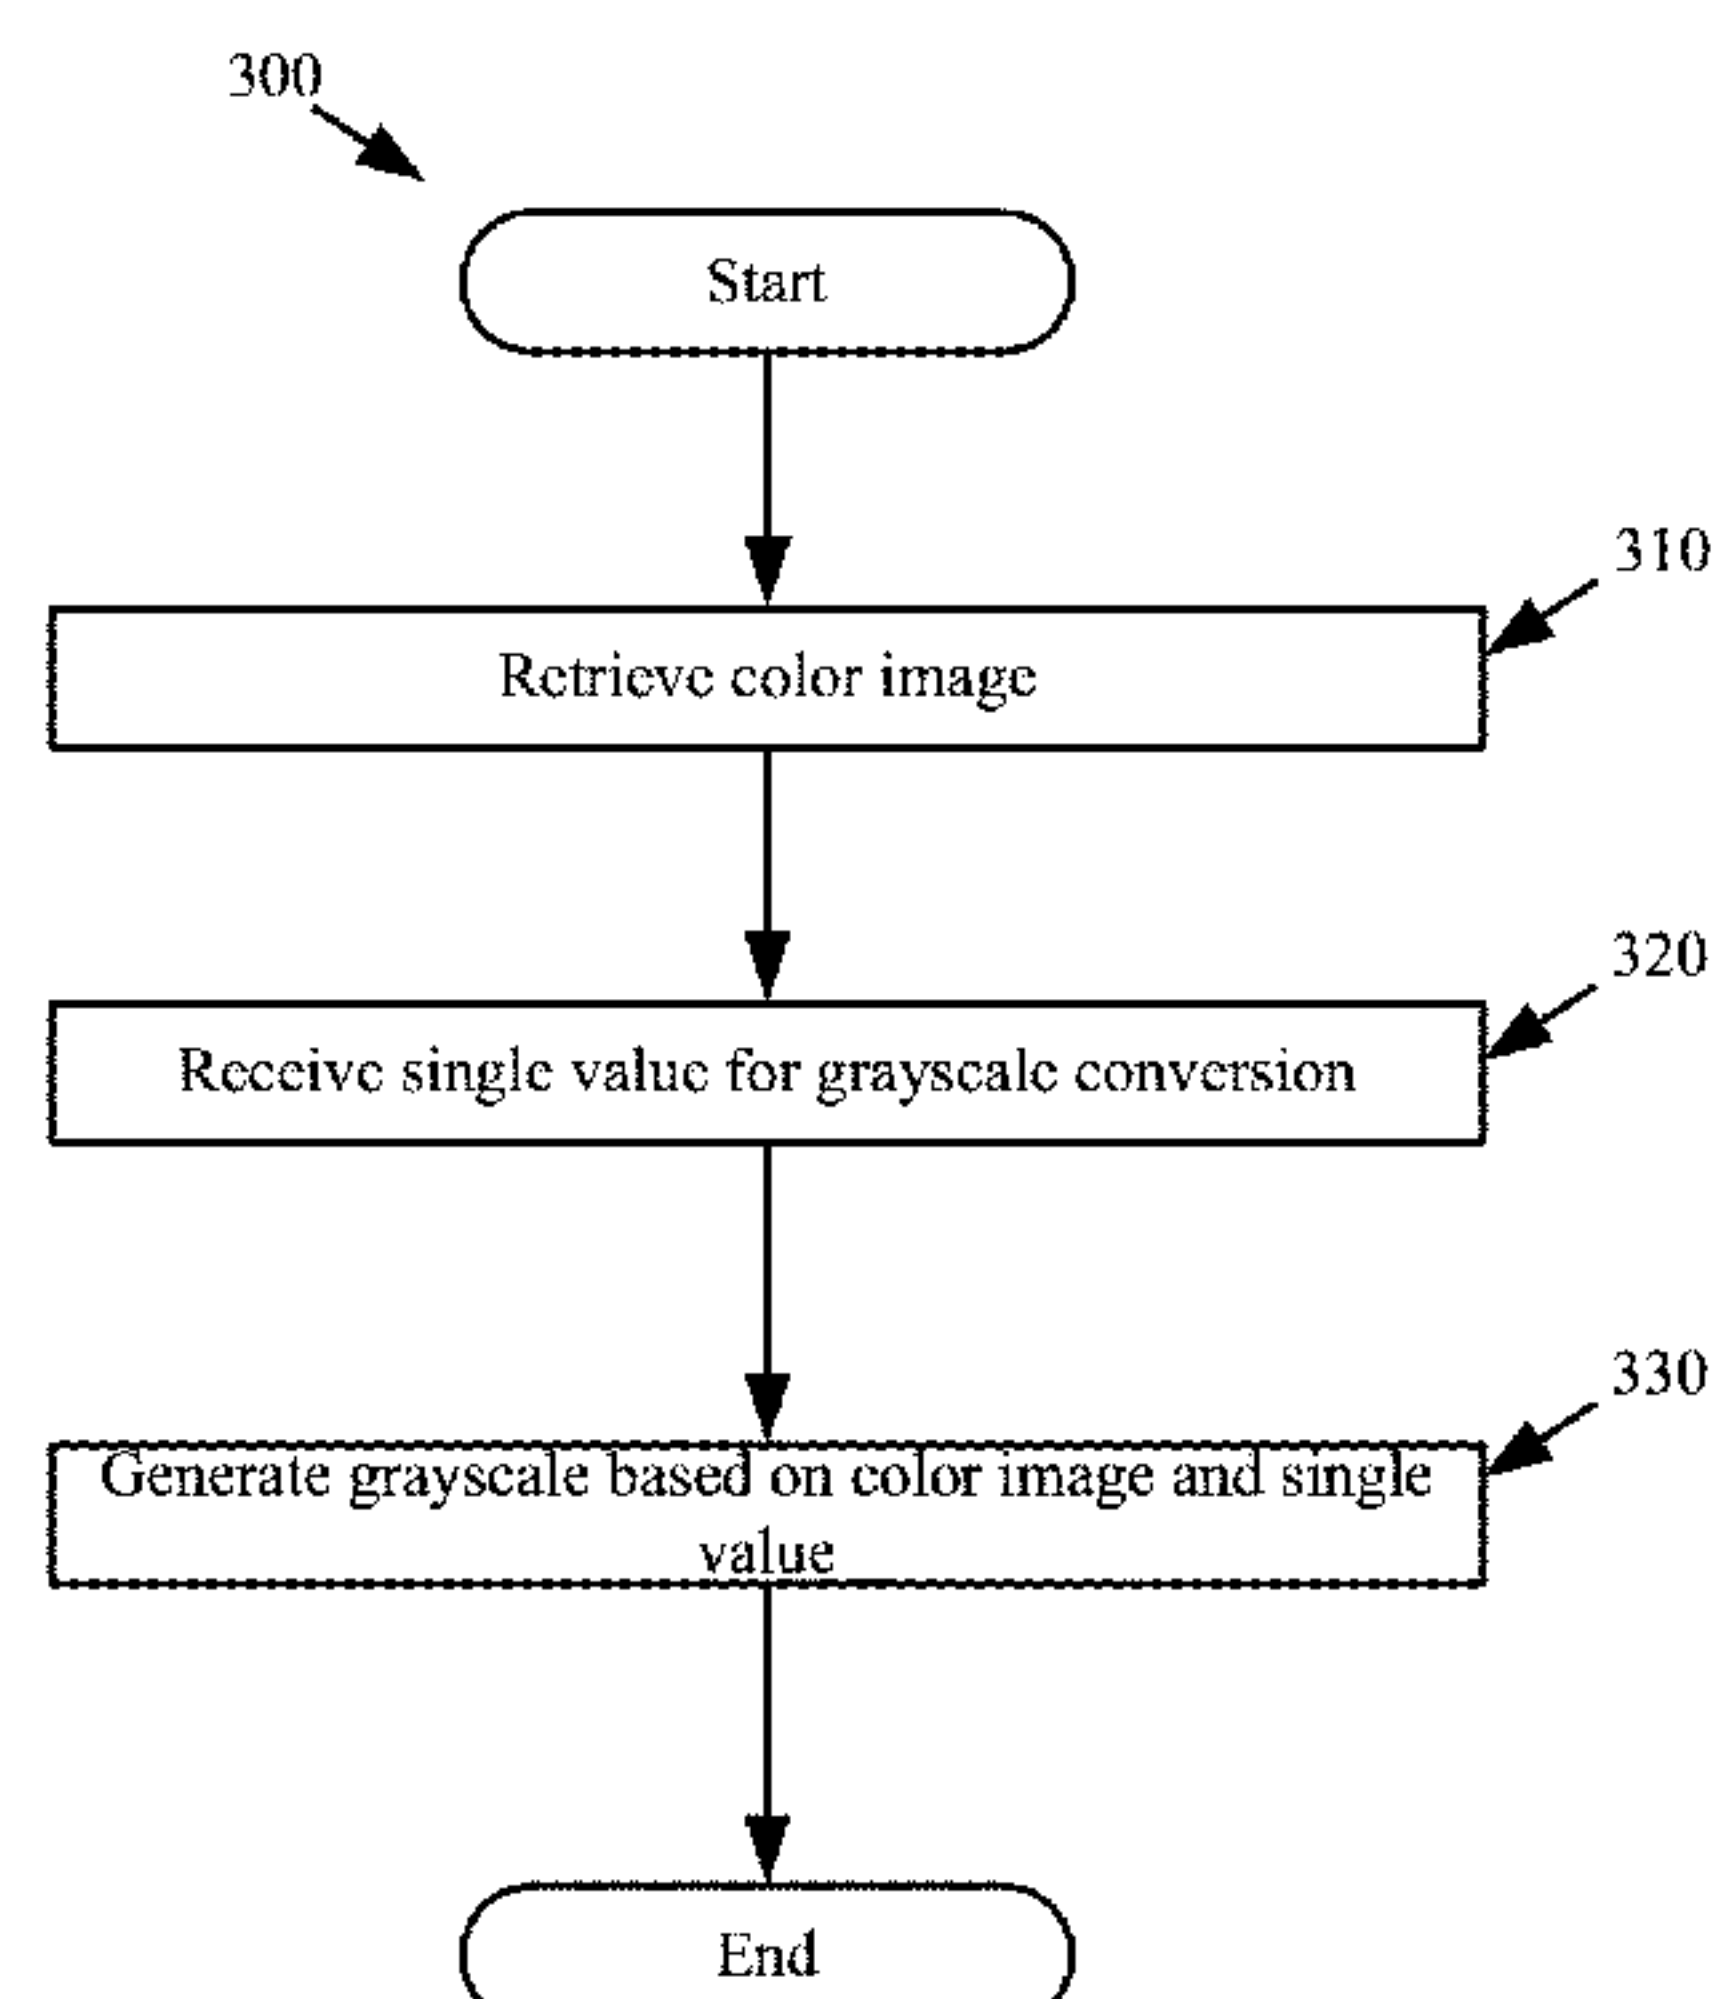 300
Start
310
Retrieve color image
320
Receive single value for grayscale conversion
330
Generate grayscale based on color image and single
value
End